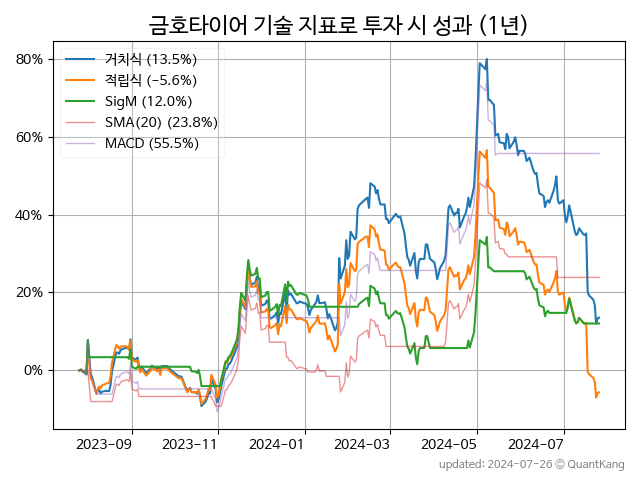 금호타이어 기술 지표로 투자 시 성과 (1년)
80%
60%
40%
20%
0%
거치식 (13.5%)
적립식 (-5.6%)
SigM (12.0%)
SMA(20) (23.8%)
MACD (55.5%)
2023-09
2023-11
2024-01
2024-03
2024-05
2024-07
updated: 2024-07-26 © QuantKang